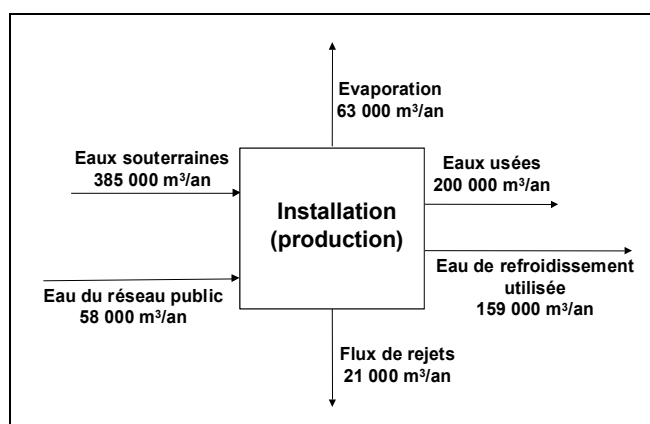 Evaporation
63 000 m³/an
Eaux souterraines
385 000 m³/an
Eaux usées
200 000 m³/an
Installation
(production)
Eau du réseau public
58 000 m³/an
Eau de refroidissement
utilisée
159 000 m³/an
Flux de rejets
21 000 m³/an